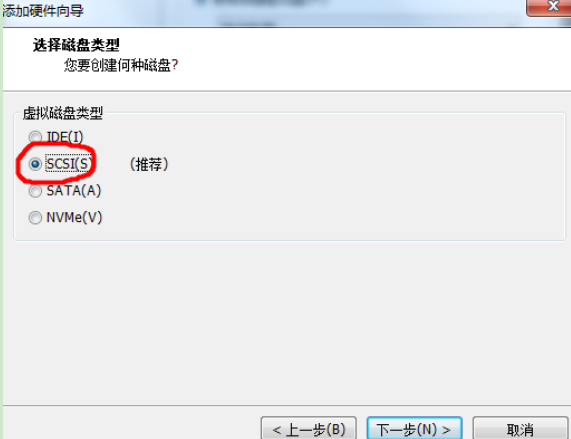 添加硬件向导
选择磁盘类型
您要创建何种磁盘?
虚拟磁盘类型
IDE(I)
SCSI(S) (推荐)
SATA(A)
NVMe(V)
< 上一步(B) 下一步(N) > 取消